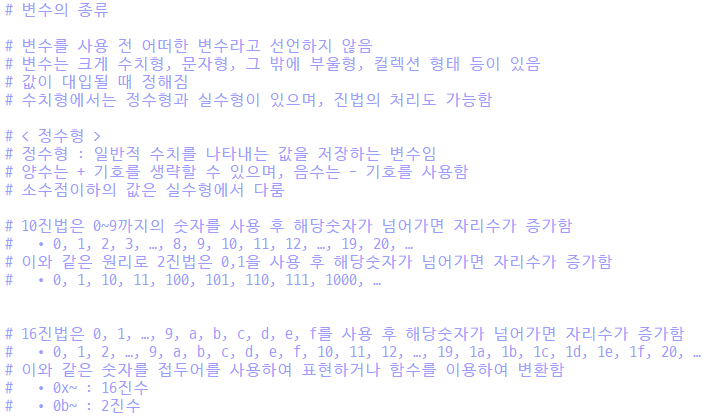 # 변수의 종류
# 변수를 사용 전 어떠한 변수라고 선언하지 않음
# 변수는 크게 수치형, 문자형, 그 밖에 부울형, 컬렉션 형태 등이 있음
# 값이 대입될 때 정해짐
# 수치형에서는 정수형과 실수형이 있으며, 진법의 처리도 가능함
# < 정수형 >
# 정수형 : 일반적 수치를 나타내는 값을 저장하는 변수임
# 양수는 + 기호를 생략할 수 있으며, 음수는 - 기호를 사용함
# 소수점이하의 값은 실수형에서 다룸
# 10진법은 0~9까지의 숫자를 사용 후 해당숫자가 넘어가면 자리수가 증가함
#   • 0, 1, 2, 3, …, 8, 9, 10, 11, 12, …, 19, 20, …
# 이와 같은 원리로 2진법은 0,1을 사용 후 해당숫자가 넘어가면 자리수가 증가함
#   • 0, 1, 10, 11, 100, 101, 110, 111, 1000, …
# 16진법은 0, 1, …, 9, a, b, c, d, e, f를 사용 후 해당숫자가 넘어가면 자리수가 증가함
#   • 0, 1, 2, …, 9, a, b, c, d, e, f, 10, 11, 12, …, 19, 1a, 1b, 1c, 1d, 1e, 1f, 20, …
# 이와 같은 숫자를 접두어를 사용하여 표현하거나 함수를 이용하여 변환함
#   • 0x~ : 16진수
#   • 0b~ : 2진수